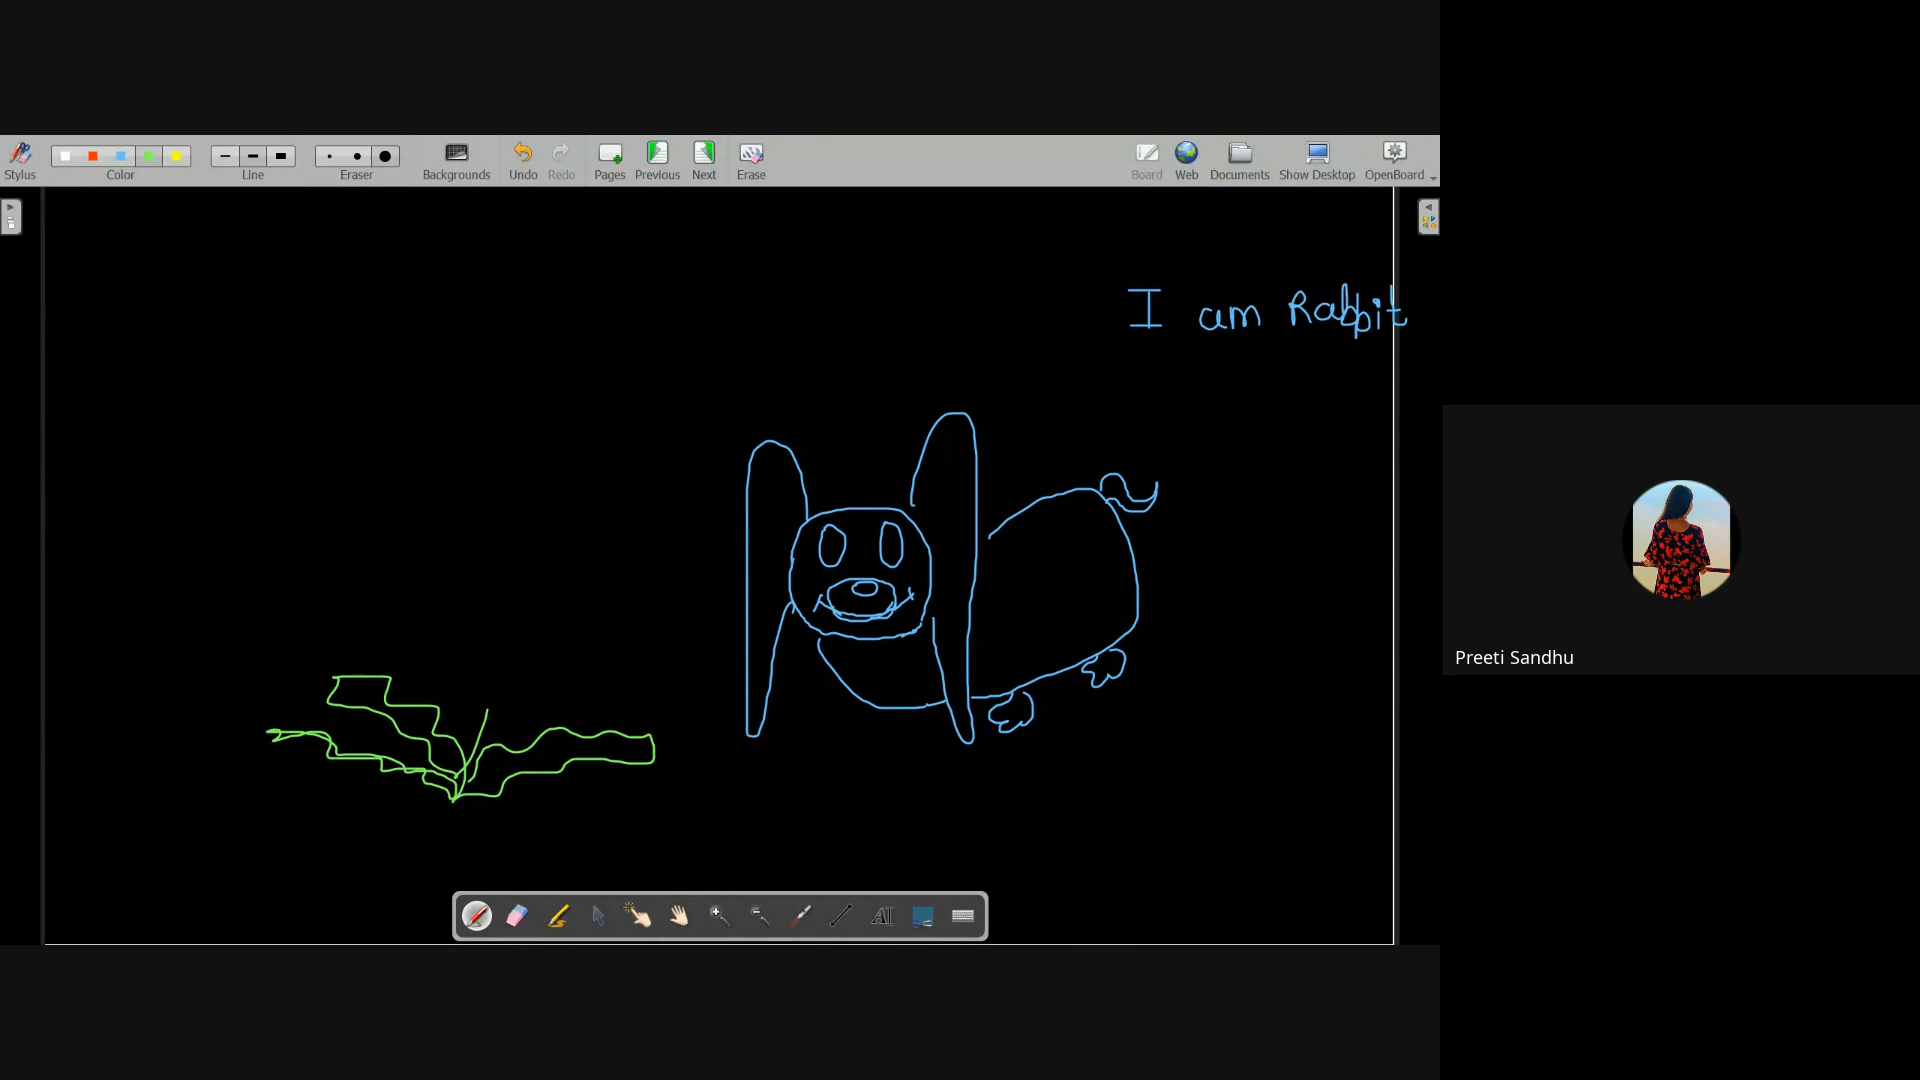 Stylus
Color
Line
Eraser
Backgrounds
Undo
Redo
Pages
Previous
Next
Erase
Board
Web
Documents
Show Desktop
OpenBoard
I am Rabbit
Preeti Sandhu
AI